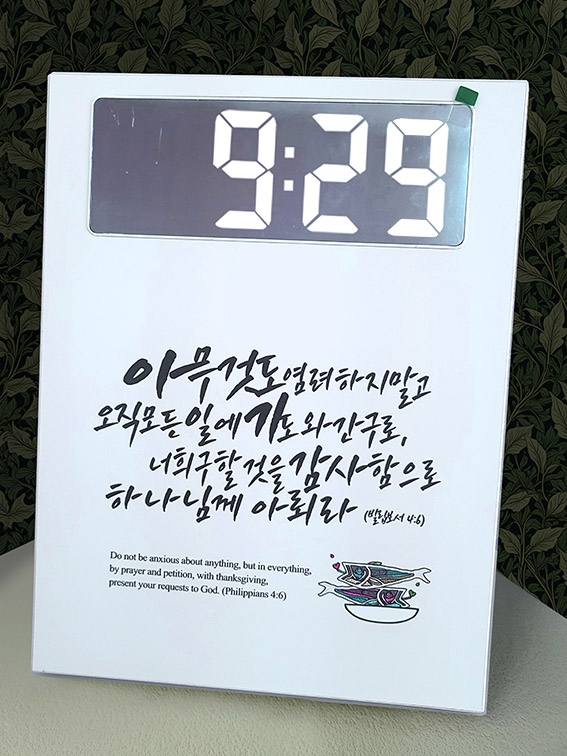 9:29
아무것도 염려하지말고
오직모든 일에 기도와 간구로,
너희구할 것을 감사함으로
하나님께 아뢰라 (빌립보서 4:6)
Do not be anxious about anything, but in everything,
by prayer and petition, with thanksgiving,
present your requests to God. (Philippians 4:6)